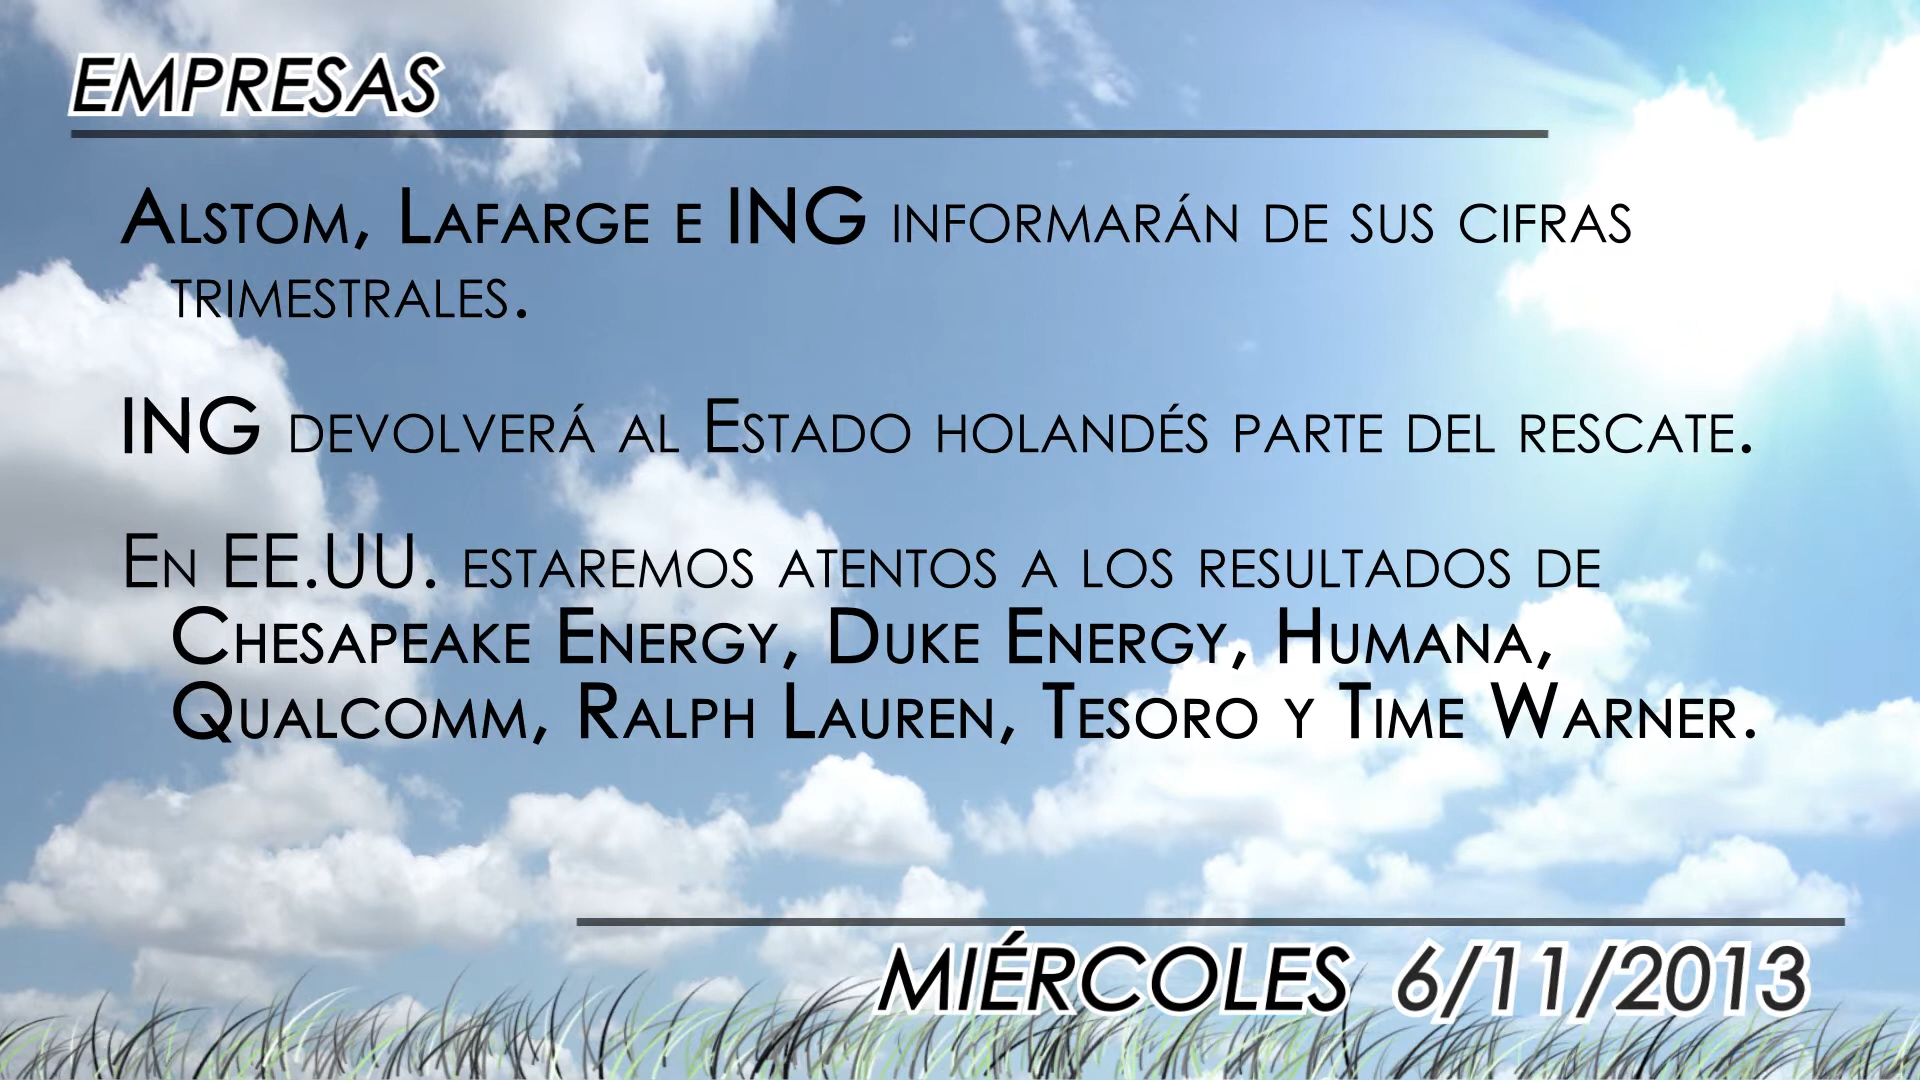 EMPRESAS
Alstom, Lafarge e ING informarán de sus cifras
trimestrales.
ING devolverá al Estado holandés parte del rescate.
En EE.UU. estaremos atentos a los resultados de
Chesapeake Energy, Duke Energy, Humana,
Qualcomm, Ralph Lauren, Tesoro y Time Warner.
MIÉRCOLES 6/11/2013